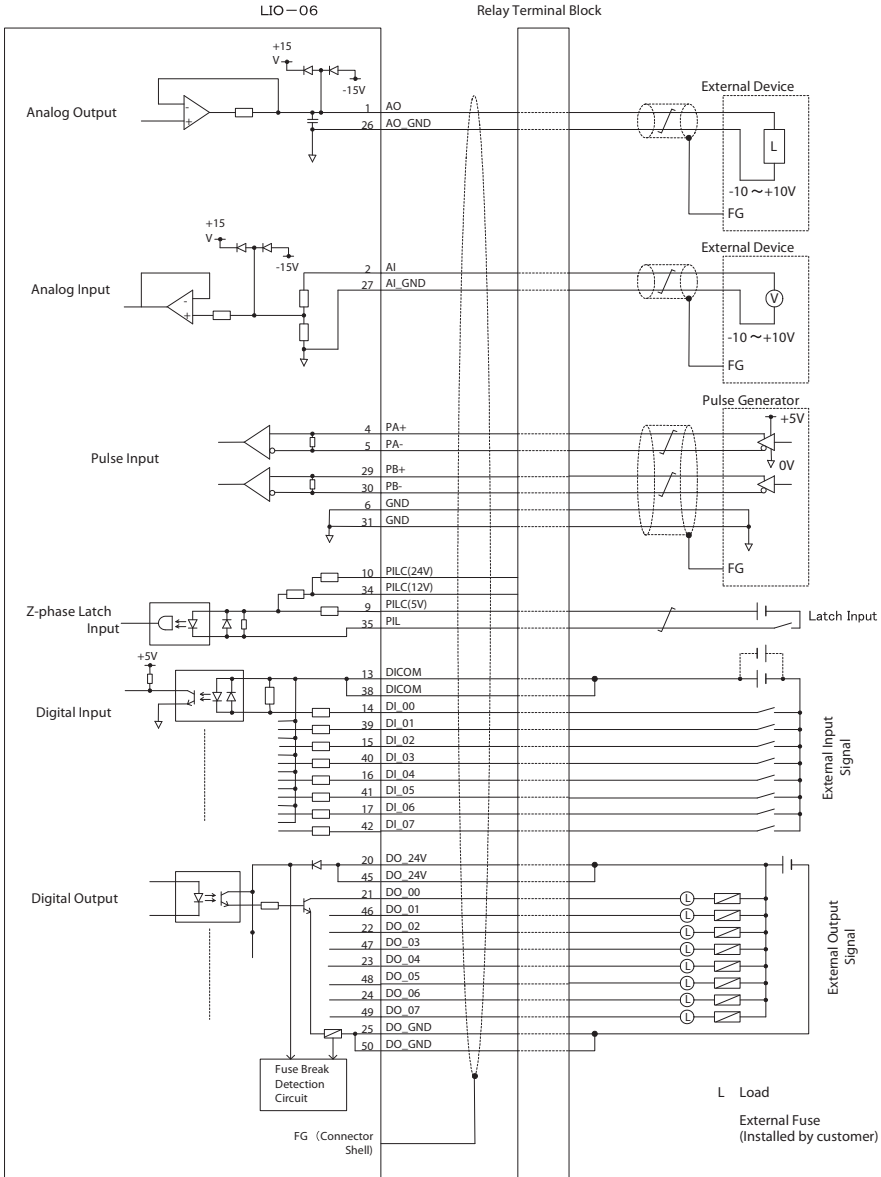 LIO−06
Relay Terminal Block
+15
V
-15V
Analog Output
-
+
1 AO
26 AO_GND
External Device
L
-10 ～+10V
FG
+15
V
-15V
Analog Input
-
+
2 AI
27 AI_GND
External Device
V
-10 ～+10V
FG
Pulse Generator
+5V
0V
Pulse Input
4 PA+
5 PA-
29 PB+
30 PB-
6 GND
31 GND
FG
Z-phase Latch
Input
10 PILC(24V)
34 PILC(12V)
9 PILC(5V)
35 PIL
Latch Input
+5V
Digital Input
13 DICOM
38 DICOM
14 DI_00
39 DI_01
15 DI_02
40 DI_03
16 DI_04
41 DI_05
17 DI_06
42 DI_07
External Input
Signal
Digital Output
20 DO_24V
45 DO_24V
21 DO_00
46 DO_01
22 DO_02
47 DO_03
23 DO_04
48 DO_05
24 DO_06
49 DO_07
25 DO_GND
50 DO_GND
L
L
L
L
L
L
L
L
External Output
Signal
Fuse Break
Detection
Circuit
FG （Connector
Shell)
L Load
External Fuse
(Installed by customer)